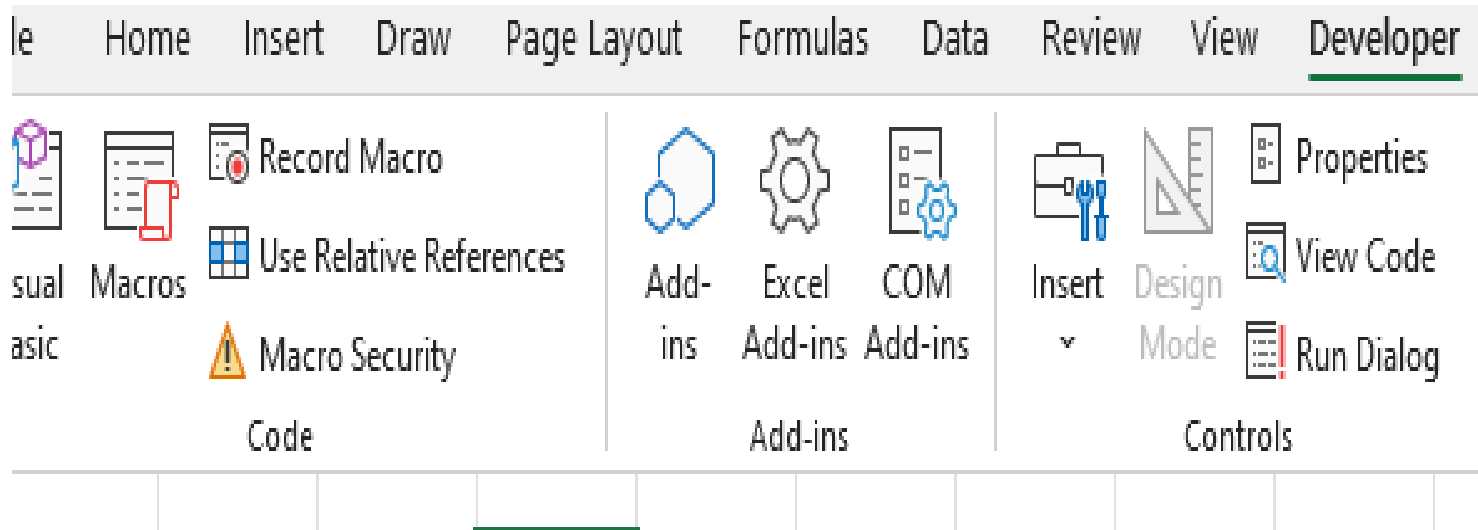 le Home Insert Draw Page Layout Formulas Data Review View Developer
Record Macro
Use Relative References
Macro Security
sual
asic
Macros
Code
Add-
ins
Excel
Add-ins
COM
Add-ins
Add-ins
Insert
Design
Mode
Properties
View Code
Run Dialog
Controls